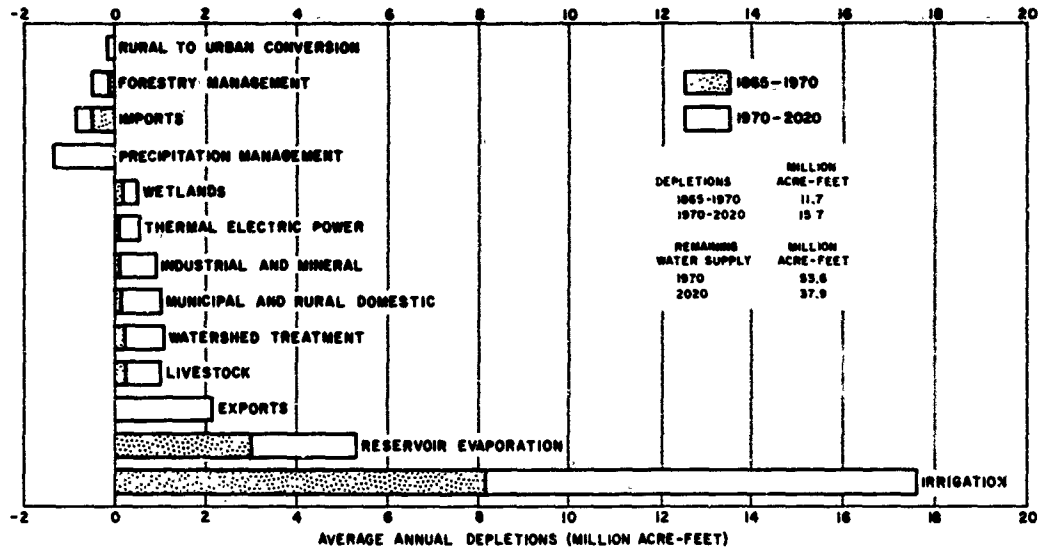 -2 0 2 4 6 8 10 12 14 16 18 20
RURAL TO URBAN CONVERSION
FORESTRY MANAGEMENT
IMPORTS
PRECIPITATION MANAGEMENT
WETLANDS
THERMAL ELECTRIC POWER
INDUSTRIAL AND MINERAL
MUNICIPAL AND RURAL DOMESTIC
WATERSHED TREATMENT
LIVESTOCK
EXPORTS
RESERVOIR EVAPORATION
IRRIGATION
1865-1970
1970-2020
MILLION
DEPLETIONS ACRE-FEET
1865-1970 11.7
1970-2020 15.7
REMAINING MILLION
WATER SUPPLY ACRE-FEET
1970 53.6
2020 37.9
-2 0 2 4 6 8 10 12 14 16 18 20
AVERAGE ANNUAL DEPLETIONS (MILLION ACRE-FEET)